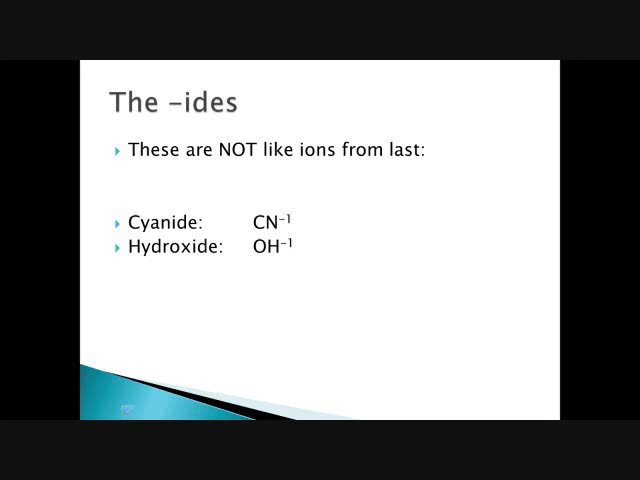 The –ides
These are NOT like ions from last:
Cyanide: CN⁻¹
Hydroxide: OH⁻¹